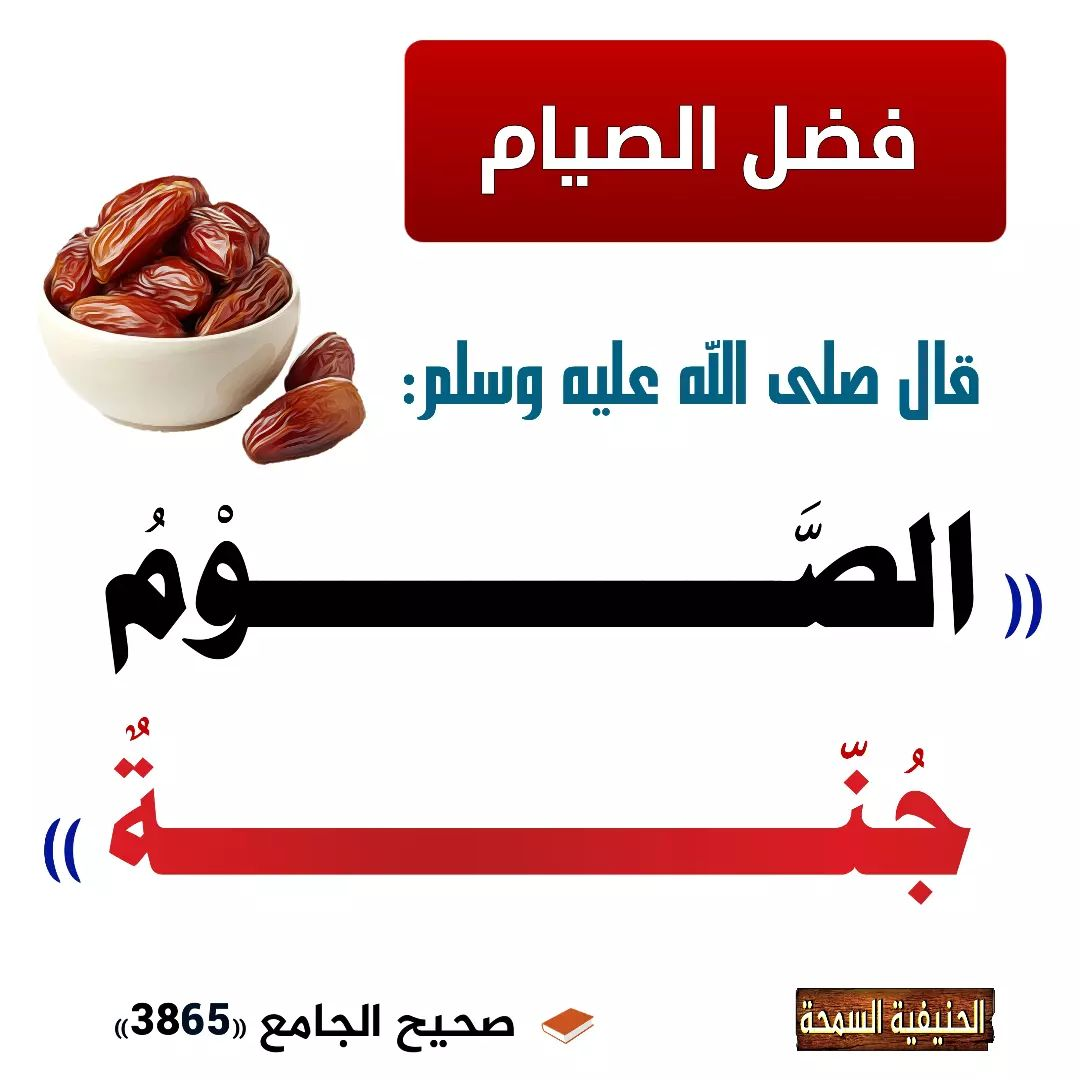 فضل الصيام
قال صلى الله عليه وسلم:
((الصَّوْمُ
جُنّةٌ))
صحيح الجامع ((3865))
الحنيفية السمحة